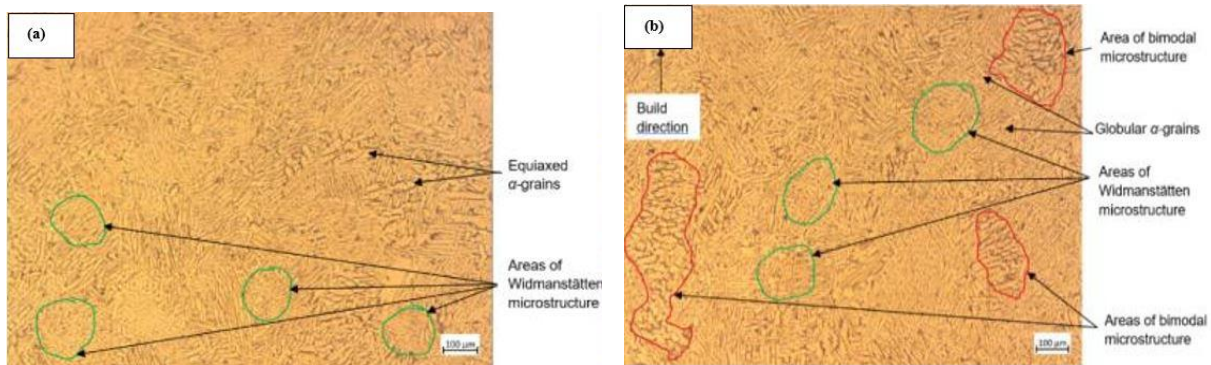 (a)
Equiaxed
α-grains
Areas of
Widmanstätten
microstructure
100 µm
(b)
Build
direction
Area of bimodal
microstructure
Globular α-grains
Areas of
Widmanstätten
microstructure
Areas of bimodal
microstructure
100 µm